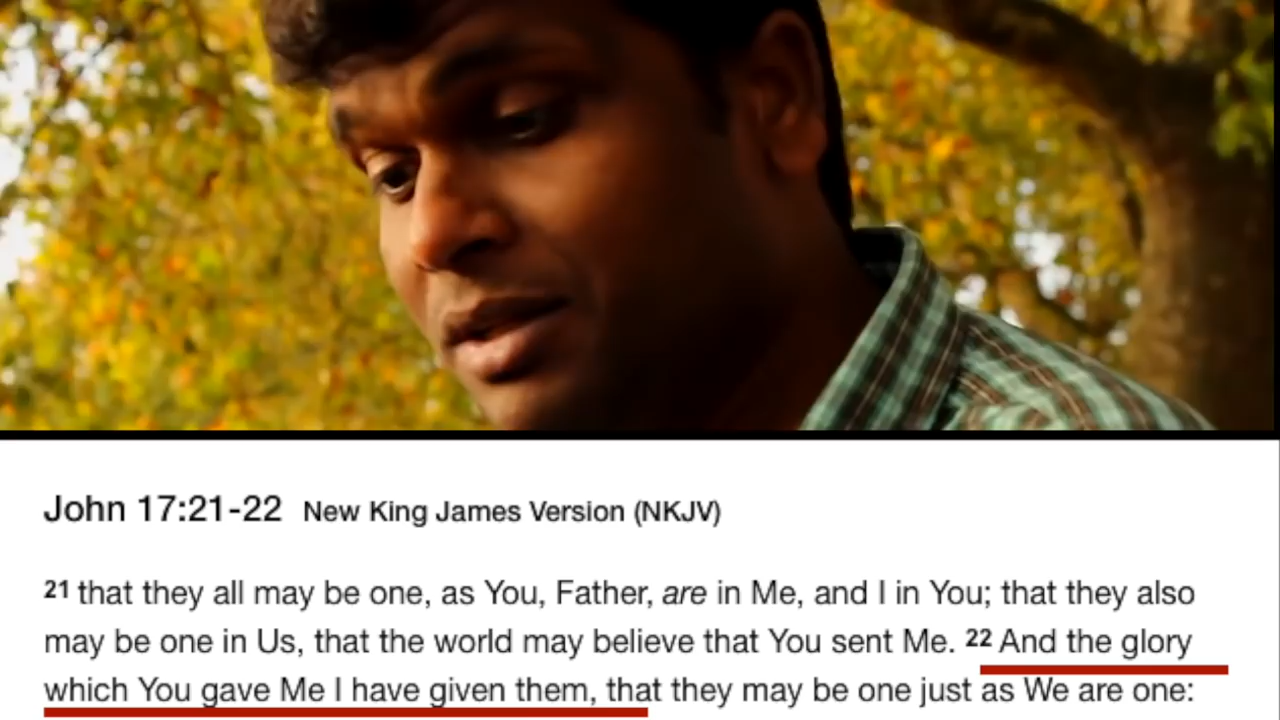 John 17:21-22 New King James Version (NKJV)
21 that they all may be one, as You, Father, are in Me, and I in You; that they also
may be one in Us, that the world may believe that You sent Me. 22 And the glory
which You gave Me I have given them, that they may be one just as We are one: